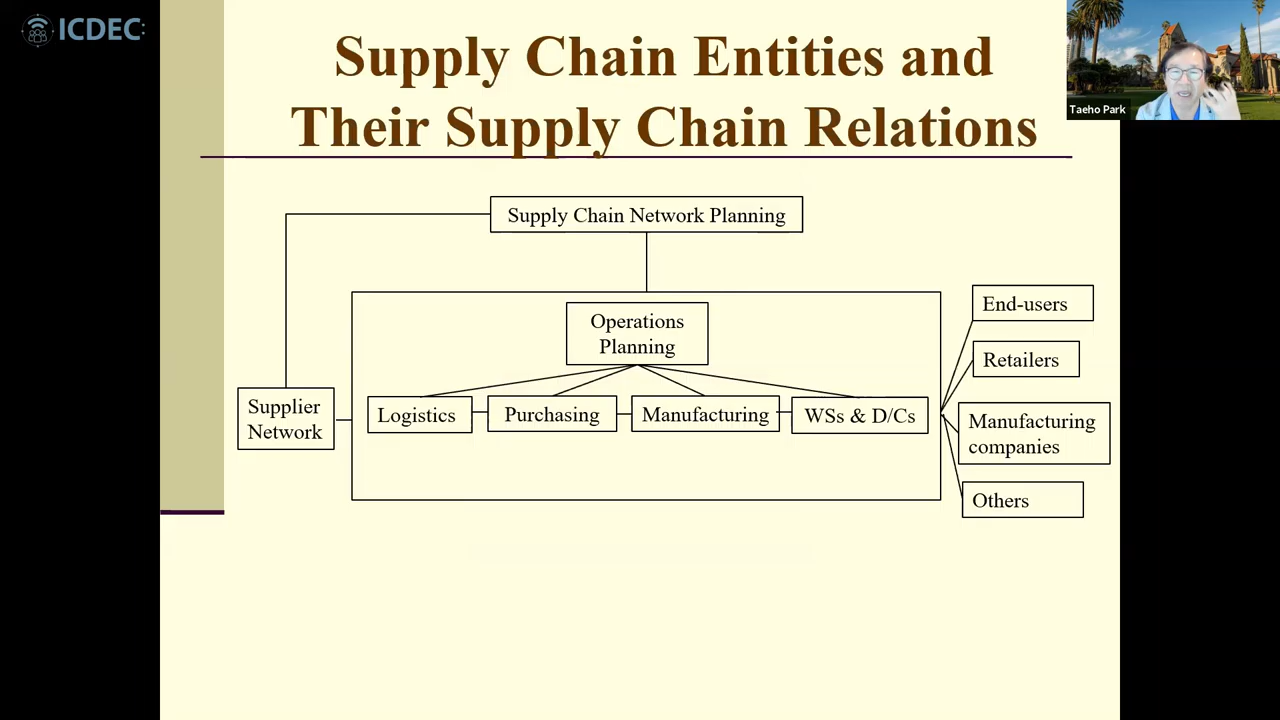 ICDEC:
Supply Chain Entities and
Their Supply Chain Relations
Taeho Park
Supply Chain Network Planning
Operations
Planning
Supplier
Network
Logistics
Purchasing
Manufacturing
WSs & D/Cs
End-users
Retailers
Manufacturing
companies
Others